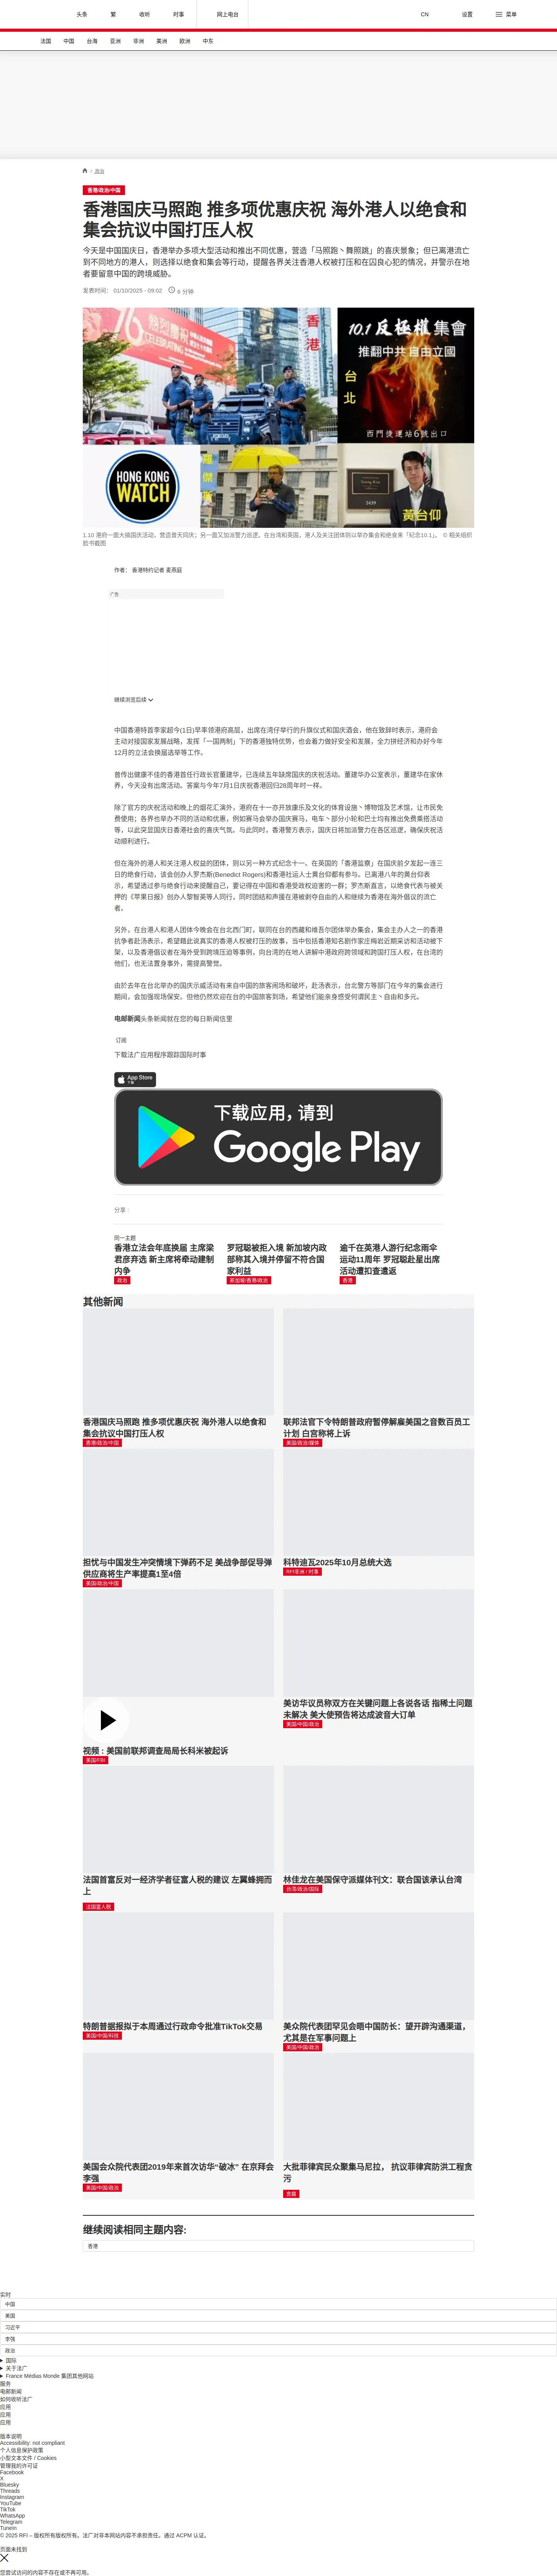 头条
繁
收听
时事
网上电台
CN
设置
菜单
法国
中国
台海
亚洲
非洲
美洲
欧洲
中东
/ 政治
香港/政治/中国
香港国庆马照跑 推多项优惠庆祝 海外港人以绝食和
集会抗议中国打压人权
今天是中国国庆日，香港举办多项大型活动和推出不同优惠，营造「马照跑丶舞照跳」的喜庆景象；但已离港流亡
到不同地方的港人，则选择以绝食和集会等行动，提醒各界关注香港人权被打压和在囚良心犯的情况，并警示在地
者要留意中国的跨境威胁。
发表时间： 01/10/2025 - 09:02
6 分钟
香港
10.1 反極權集會
推翻中共 自由立國
台北
西門捷運站6號出口
HONG KONG
WATCH
黃台仰
1.10 港府一面大搞国庆活动，营造普天同庆；另一面又加派警力巡逻。在台湾和英国，港人及关注团体则以举办集会和绝食来「纪念10.1」。 © 相关组织
脸书截图
作者： 香港特约记者 麦燕庭
广告
继续浏览后续
中国香港特首李家超今(1日)早率领港府高层，出席在湾仔举行的升旗仪式和国庆酒会，他在致辞时表示，港府会
主动对接国家发展战略，发挥「一国两制」下的香港独特优势，也会着力做好安全和发展，全力拼经济和办好今年
12月的立法会换届选举等工作。
曾传出健康不佳的香港首任行政长官董建华，已连续五年缺席国庆的庆祝活动。董建华办公室表示，董建华在家休
养，今天没有出席活动。答案与今年7月1日庆祝香港回归28周年时一样。
除了官方的庆祝活动和晚上的烟花汇演外，港府在十一亦开放康乐及文化的体育设施丶博物馆及艺术馆，让市民免
费使用；各界也举办不同的活动和优惠，例如赛马会举办国庆赛马，电车丶部分小轮和巴士均有推出免费乘搭活动
等，以此突显国庆日香港社会的喜庆气氛。与此同时，香港警方表示，国庆日将加派警力在各区巡逻，确保庆祝活
动顺利进行。
但在海外的港人和关注港人权益的团体，则以另一种方式纪念十一。在英国的「香港监察」在国庆前夕发起一连三
日的绝食行动，该会创办人罗杰斯(Benedict Rogers)和香港社运人士黄台仰都有参与。已离港八年的黄台仰表
示，希望透过参与绝食行动来提醒自己，要记得在中国和香港受政权迫害的一群；罗杰斯直言，以绝食代表与被关
押的《苹果日报》创办人黎智英等人同行，同时团结和声援在港被剥夺自由的人和继续为香港在海外倡议的流亡
者。
另外，在台港人和港人团体今晚会在台北西门町，联同在台的西藏和维吾尔团体举办集会，集会主办人之一的香港
抗争者赴汤表示，希望藉此说真实的香港人权被打压的故事，当中包括香港知名剧作家庄梅岩近期采访和活动被下
架，以及香港倡议者在海外受到跨境压迫等事例，向台湾的在地人讲解中港政府跨领域和跨国打压人权，在台湾的
他们，也无法置身事外，需提高警觉。
由於去年在台北举办的国庆示威活动有来自中国的旅客闹场和破坏，赴汤表示，台北警方等部门在今年的集会进行
期间，会加强现场保安。但他仍然欢迎在台的中国旅客到场，希望他们能亲身感受何谓民主丶自由和多元。
电邮新闻头条新闻就在您的每日新闻信里
订阅
下载法广应用程序跟踪国际时事
App Store
下载
下载应用，请到
Google Play
分享 :
同一主题
香港立法会年底换届 主席梁
君彦弃选 新主席将牵动建制
内争
政治
罗冠聪被拒入境 新加坡内政
部称其入境并停留不符合国
家利益
新加坡/香港/政治
逾千在英港人游行纪念雨伞
运动11周年 罗冠聪赴星出席
活动遭扣查遣返
香港
其他新闻
香港国庆马照跑 推多项优惠庆祝 海外港人以绝食和
集会抗议中国打压人权
香港/政治/中国
联邦法官下令特朗普政府暂停解雇美国之音数百员工
计划 白宫称将上诉
美国/政治/媒体
担忧与中国发生冲突情境下弹药不足 美战争部促导弹
供应商将生产率提高1至4倍
美国/政治/中国
科特迪瓦2025年10月总统大选
RFI非洲 / 时事
视频：美国前联邦调查局局长科米被起诉
美国/FBI
美访华议员称双方在关键问题上各说各话 指稀土问题
未解决 美大使预告将达成波音大订单
美国/中国/政治
法国首富反对一经济学者征富人税的建议 左翼蜂拥而
上
法国富人税
林佳龙在美国保守派媒体刊文：联合国该承认台湾
台湾/政治/国际
特朗普据报拟于本周通过行政命令批准TikTok交易
美国/中国/科技
美众院代表团罕见会晤中国防长：望开辟沟通渠道，
尤其是在军事问题上
美国/中国/政治
美国会众院代表团2019年来首次访华“破冰” 在京拜会
李强
美国/中国/政治
大批菲律宾民众聚集马尼拉， 抗议菲律宾防洪工程贪
污
贪腐
继续阅读相同主题内容:
香港
实时
中国
美国
习近平
李强
政治
国际
关于法广
France Médias Monde 集团其他网站
服务
电邮新闻
如何收听法广
应用
应用
应用
版本说明
Accessibility: not compliant
个人信息保护政策
小型文本文件 / Cookies
管理我的许可证
Facebook
X
Bluesky
Threads
Instagram
YouTube
TikTok
WhatsApp
Telegram
TuneIn
© 2025 RFI – 版权所有版权所有。法广对非本网站内容不承担责任。通过 ACPM 认证。
页面未找到
您尝试访问的内容不存在或不再可用。